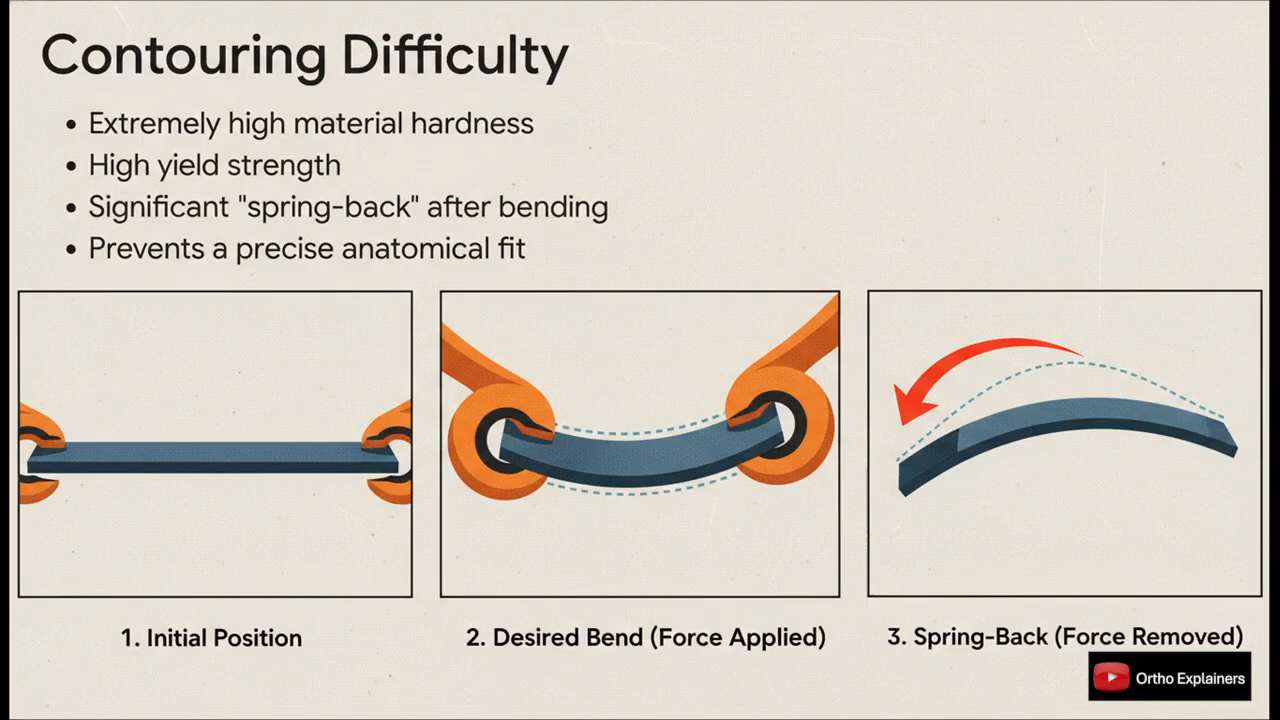 Contouring Difficulty
• Extremely high material hardness
• High yield strength
• Significant "spring-back" after bending
• Prevents a precise anatomical fit
1. Initial Position
2. Desired Bend (Force Applied)
3. Spring-Back (Force Removed)
Ortho Explainers